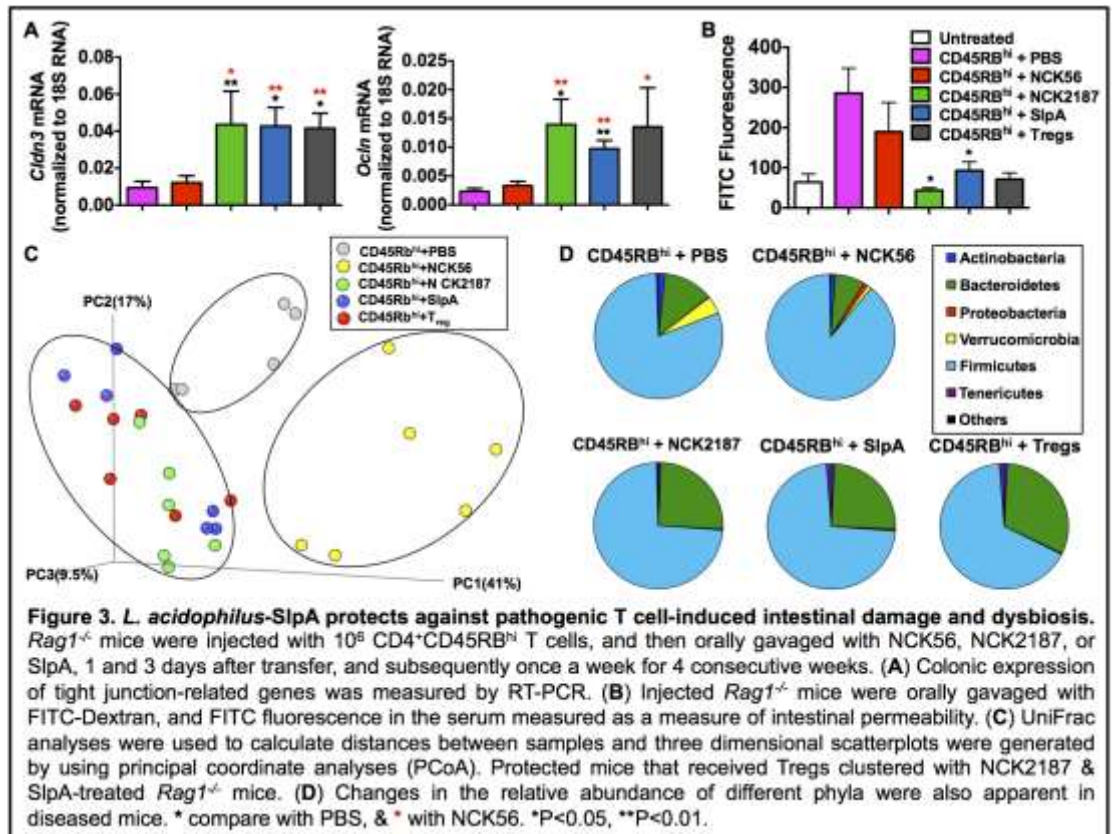 A
Cldn3 mRNA
(normalized to 18S RNA)
0.08
0.06
0.04
0.02
0.00
*
**
**
*
**
*
Ocln mRNA
(normalized to 18S RNA)
0.025
0.020
0.015
0.010
0.005
0.000
**
*
**
**
*
B
FITC Fluorescence
400
300
200
100
0
*
*
Untreated
CD45RBhi + PBS
CD45RBhi + NCK56
CD45RBhi + NCK2187
CD45RBhi + SlpA
CD45RBhi + Tregs
C
CD45Rbhi+PBS
CD45Rbhi+NCK56
CD45Rbhi+N CK2187
CD45Rbhi+SlpA
CD45Rbhi+Treg
PC2(17%)
PC3(9.5%)
PC1(41%)
D
CD45RBhi + PBS
CD45RBhi + NCK56
Actinobacteria
Bacteroidetes
Proteobacteria
Verrucomicrobia
Firmicutes
Tenericutes
Others
CD45RBhi + NCK2187
CD45RBhi + SlpA
CD45RBhi + Tregs
Figure 3. L. acidophilus-SlpA protects against pathogenic T cell-induced intestinal damage and dysbiosis.
Rag1-/- mice were injected with 10⁶ CD4+CD45RBhi T cells, and then orally gavaged with NCK56, NCK2187, or
SlpA, 1 and 3 days after transfer, and subsequently once a week for 4 consecutive weeks. (A) Colonic expression
of tight junction-related genes was measured by RT-PCR. (B) Injected Rag1-/- mice were orally gavaged with
FITC-Dextran, and FITC fluorescence in the serum measured as a measure of intestinal permeability. (C) UniFrac
analyses were used to calculate distances between samples and three dimensional scatterplots were generated
by using principal coordinate analyses (PCoA). Protected mice that received Tregs clustered with NCK2187 &
SlpA-treated Rag1-/- mice. (D) Changes in the relative abundance of different phyla were also apparent in
diseased mice. * compare with PBS, & * with NCK56. *P<0.05, **P<0.01.